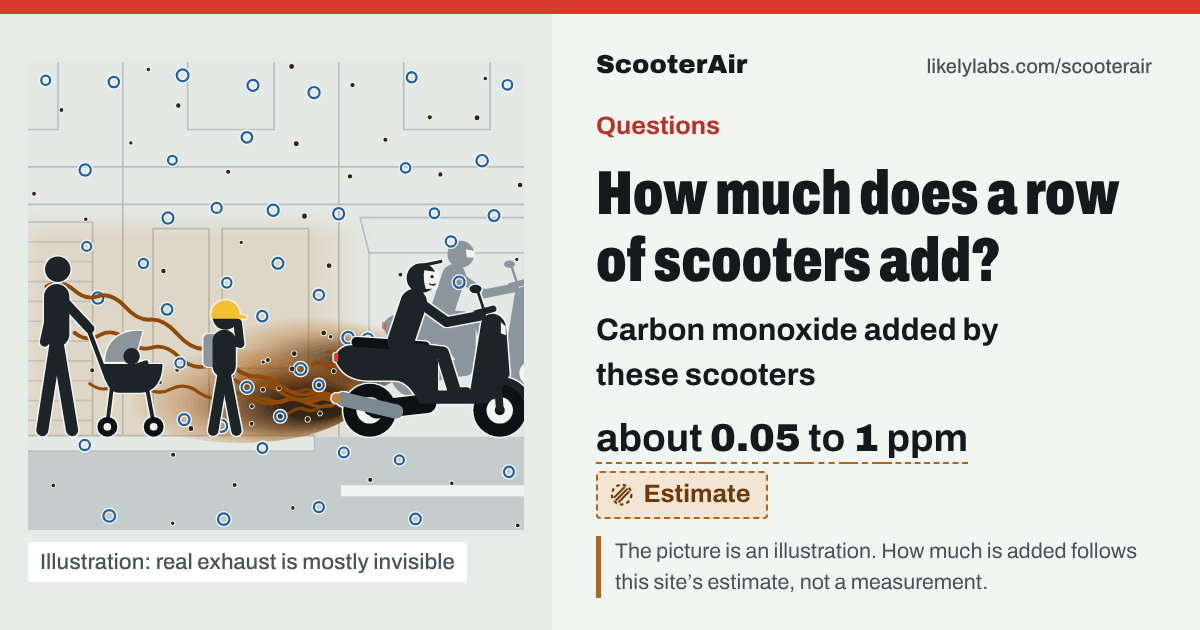 ScooterAir
likelylabs.com/scooterair
Questions
How much does a row
of scooters add?
Carbon monoxide added by
these scooters
about 0.05 to 1 ppm
Estimate
The picture is an illustration. How much is added follows
this site’s estimate, not a measurement.
Illustration: real exhaust is mostly invisible